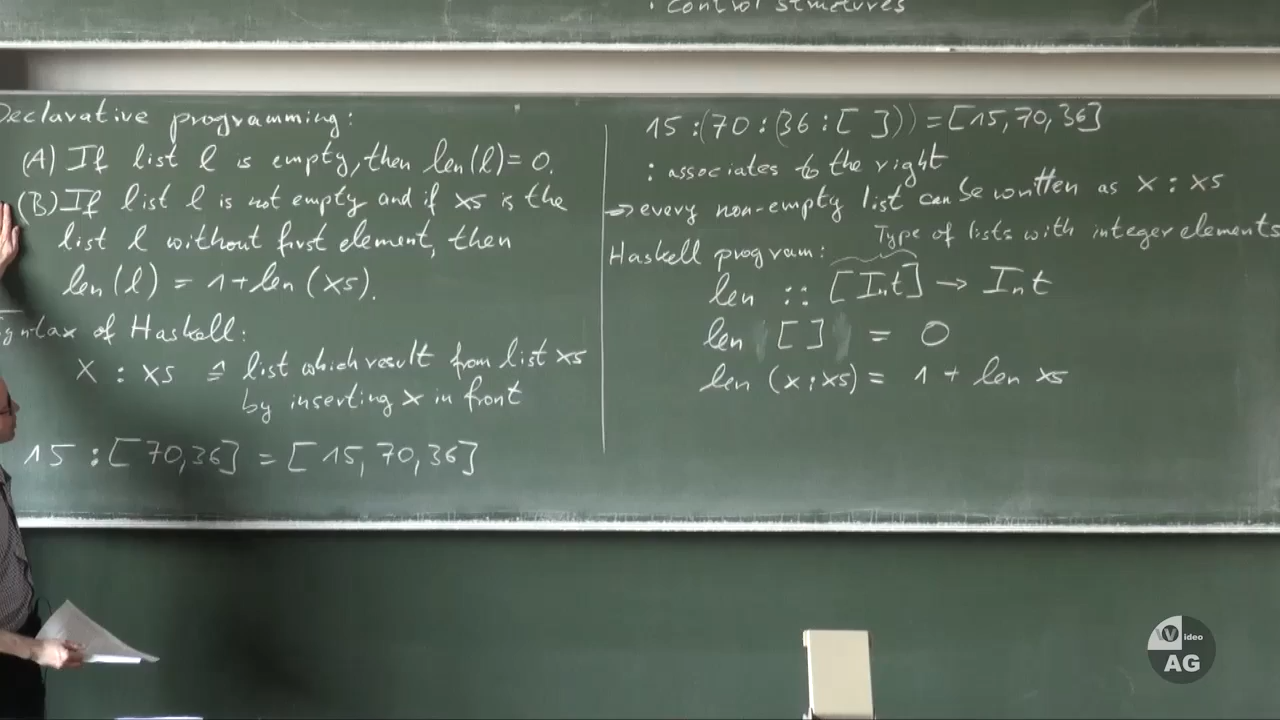 · control structures
Declarative programming:
(A) If list l is empty, then len(l) = 0.
(B) If list l is not empty and if xs is the
list l without first element, then
len(l) = 1 + len(xs).
Syntax of Haskell:
x : xs ≙ list which result from list xs
by inserting x in front
15 : [70,36] = [15, 70, 36]
15 : (70 : (36 : [ ])) = [15, 70, 36]
: associates to the right
⇒ every non-empty list can be written as x : xs
Type of lists with integer elements
Haskell program:
len :: [Int] → Int
len [ ] = 0
len (x : xs) = 1 + len xs
Video
AG